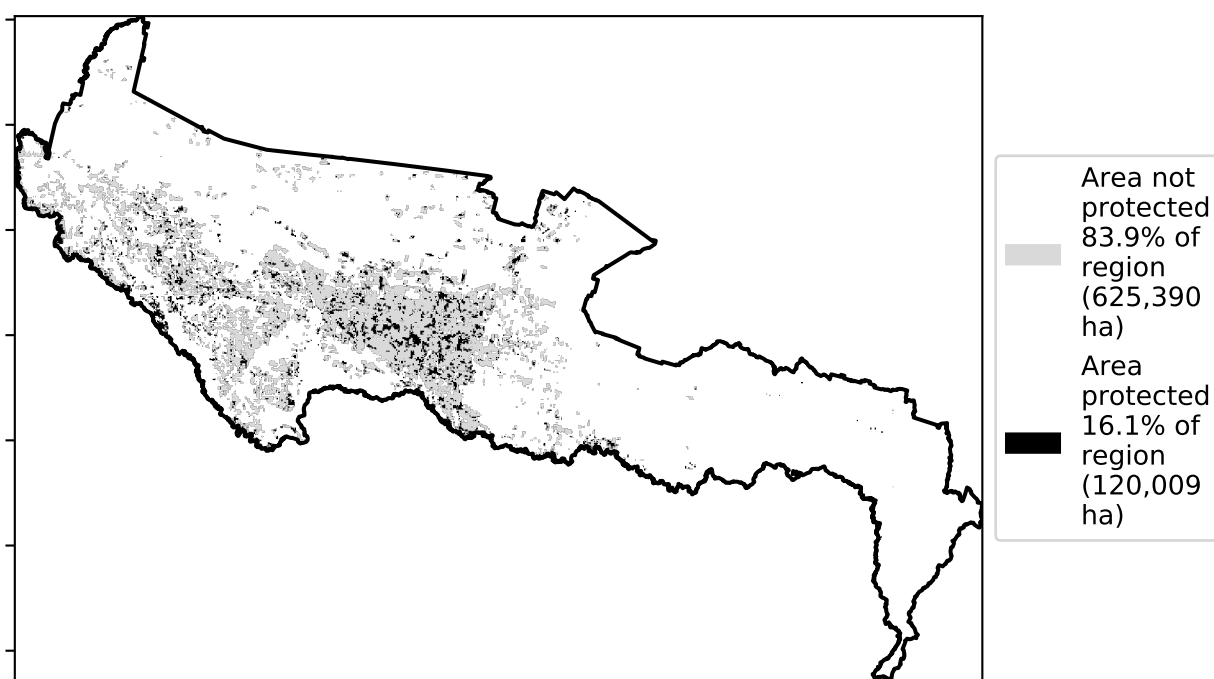 Area not
protected
83.9% of
region
(625,390
ha)
Area
protected
16.1% of
region
(120,009
ha)